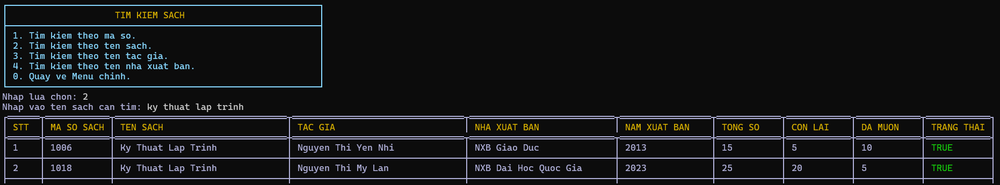 TIM KIEM SACH
1. Tim kiem theo ma so.
2. Tim kiem theo ten sach.
3. Tim kiem theo ten tac gia.
4. Tim kiem theo ten nha xuat ban.
0. Quay ve Menu chinh.
Nhap lua chon: 2
Nhap vao ten sach can tim: ky thuat lap trinh
STT MA SO SACH TEN SACH TAC GIA NHA XUAT BAN NAM XUAT BAN TONG SO CON LAI DA MUON TRANG THAI
1 1006 Ky Thuat Lap Trinh Nguyen Thi Yen Nhi NXB Giao Duc 2013 15 5 10 TRUE
2 1018 Ky Thuat Lap Trinh Nguyen Thi My Lan NXB Dai Hoc Quoc Gia 2023 25 20 5 TRUE